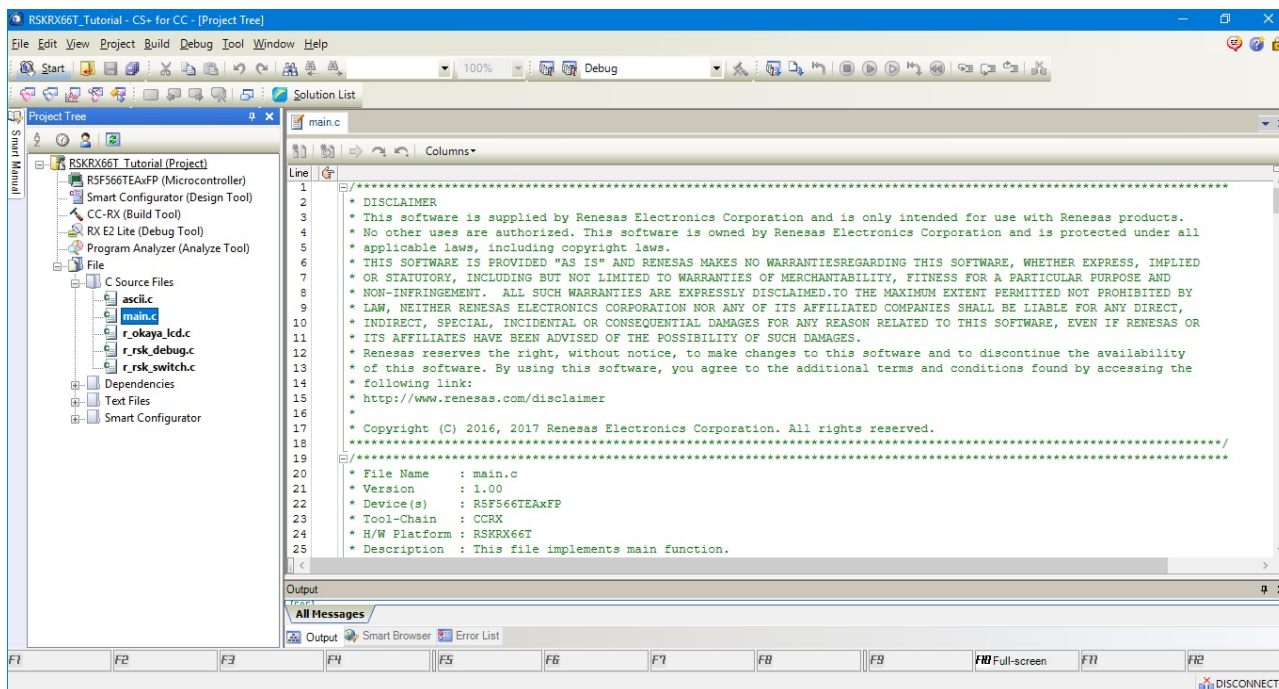 RSKRX66T_Tutorial - CS+ for CC - [Project Tree]
File Edit View Project Build Debug Tool Window Help
Start 100% Debug
Solution List
Smart Manual
Project Tree
RSKRX66T_Tutorial (Project)
R5F566TEAxFP (Microcontroller)
Smart Configurator (Design Tool)
CC-RX (Build Tool)
RX E2 Lite (Debug Tool)
Program Analyzer (Analyze Tool)
File
C Source Files
ascii.c
main.c
r_okaya_lcd.c
r_rsk_debug.c
r_rsk_switch.c
Dependencies
Text Files
Smart Configurator
main.c
Columns
Line
1 /***********************************************************************************************************************
2 * DISCLAIMER
3 * This software is supplied by Renesas Electronics Corporation and is only intended for use with Renesas products.
4 * No other uses are authorized. This software is owned by Renesas Electronics Corporation and is protected under all
5 * applicable laws, including copyright laws.
6 * THIS SOFTWARE IS PROVIDED "AS IS" AND RENESAS MAKES NO WARRANTIESREGARDING THIS SOFTWARE, WHETHER EXPRESS, IMPLIED
7 * OR STATUTORY, INCLUDING BUT NOT LIMITED TO WARRANTIES OF MERCHANTABILITY, FITNESS FOR A PARTICULAR PURPOSE AND
8 * NON-INFRINGEMENT.  ALL SUCH WARRANTIES ARE EXPRESSLY DISCLAIMED.TO THE MAXIMUM EXTENT PERMITTED NOT PROHIBITED BY
9 * LAW, NEITHER RENESAS ELECTRONICS CORPORATION NOR ANY OF ITS AFFILIATED COMPANIES SHALL BE LIABLE FOR ANY DIRECT,
10 * INDIRECT, SPECIAL, INCIDENTAL OR CONSEQUENTIAL DAMAGES FOR ANY REASON RELATED TO THIS SOFTWARE, EVEN IF RENESAS OR
11 * ITS AFFILIATES HAVE BEEN ADVISED OF THE POSSIBILITY OF SUCH DAMAGES.
12 * Renesas reserves the right, without notice, to make changes to this software and to discontinue the availability
13 * of this software. By using this software, you agree to the additional terms and conditions found by accessing the
14 * following link:
15 * http://www.renesas.com/disclaimer
16 *
17 * Copyright (C) 2016, 2017 Renesas Electronics Corporation. All rights reserved.
18 ***********************************************************************************************************************/
19 /***********************************************************************************************************************
20 * File Name    : main.c
21 * Version      : 1.00
22 * Device(s)    : R5F566TEAxFP
23 * Tool-Chain   : CCRX
24 * H/W Platform : RSKRX66T
25 * Description  : This file implements main function.
Output
All Messages
Output Smart Browser Error List
F1 F2 F3 F4 F5 F6 F7 F8 F9 F10 Full-screen F11 F12
DISCONNECT